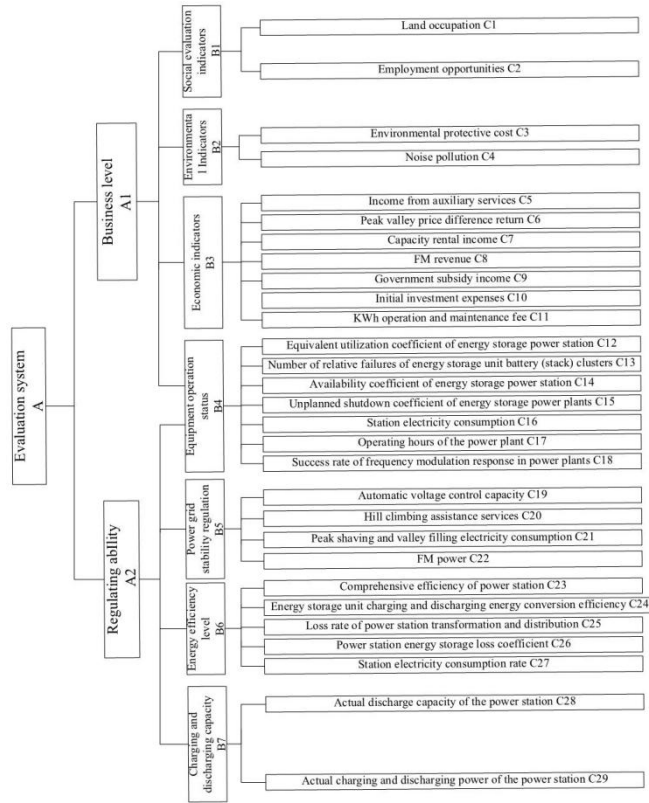 Evaluation system
A
Business level
A1
Regulating ability
A2
Social evaluation
indicators
B1
Environmenta
l Indicators
B2
Economic indicators
B3
Equipment operation
status
B4
Power grid
stability regulation
B5
Energy efficiency
level
B6
Charging and
discharging capacity
B7
Land occupation C1
Employment opportunities C2
Environmental protective cost C3
Noise pollution C4
Income from auxiliary services C5
Peak valley price difference return C6
Capacity rental income C7
FM revenue C8
Government subsidy income C9
Initial investment expenses C10
KWh operation and maintenance fee C11
Equivalent utilization coefficient of energy storage power station C12
Number of relative failures of energy storage unit battery (stack) clusters C13
Availability coefficient of energy storage power station C14
Unplanned shutdown coefficient of energy storage power plants C15
Station electricity consumption C16
Operating hours of the power plant C17
Success rate of frequency modulation response in power plants C18
Automatic voltage control capacity C19
Hill climbing assistance services C20
Peak shaving and valley filling electricity consumption C21
FM power C22
Comprehensive efficiency of power station C23
Energy storage unit charging and discharging energy conversion efficiency C24
Loss rate of power station transformation and distribution C25
Power station energy storage loss coefficient C26
Station electricity consumption rate C27
Actual discharge capacity of the power station C28
Actual charging and discharging power of the power station C29